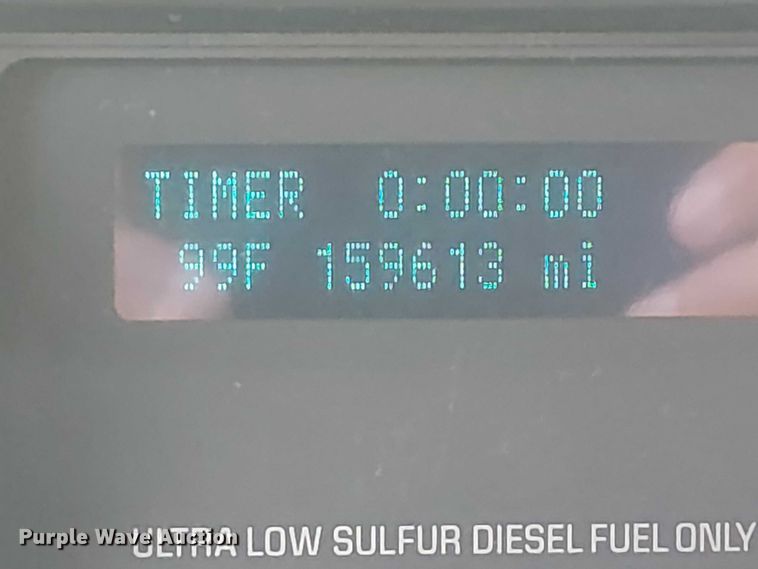 TIMER 0:00:00
99F 159613 mi
ULTRA LOW SULFUR DIESEL FUEL ONLY
Purple Wave Auction